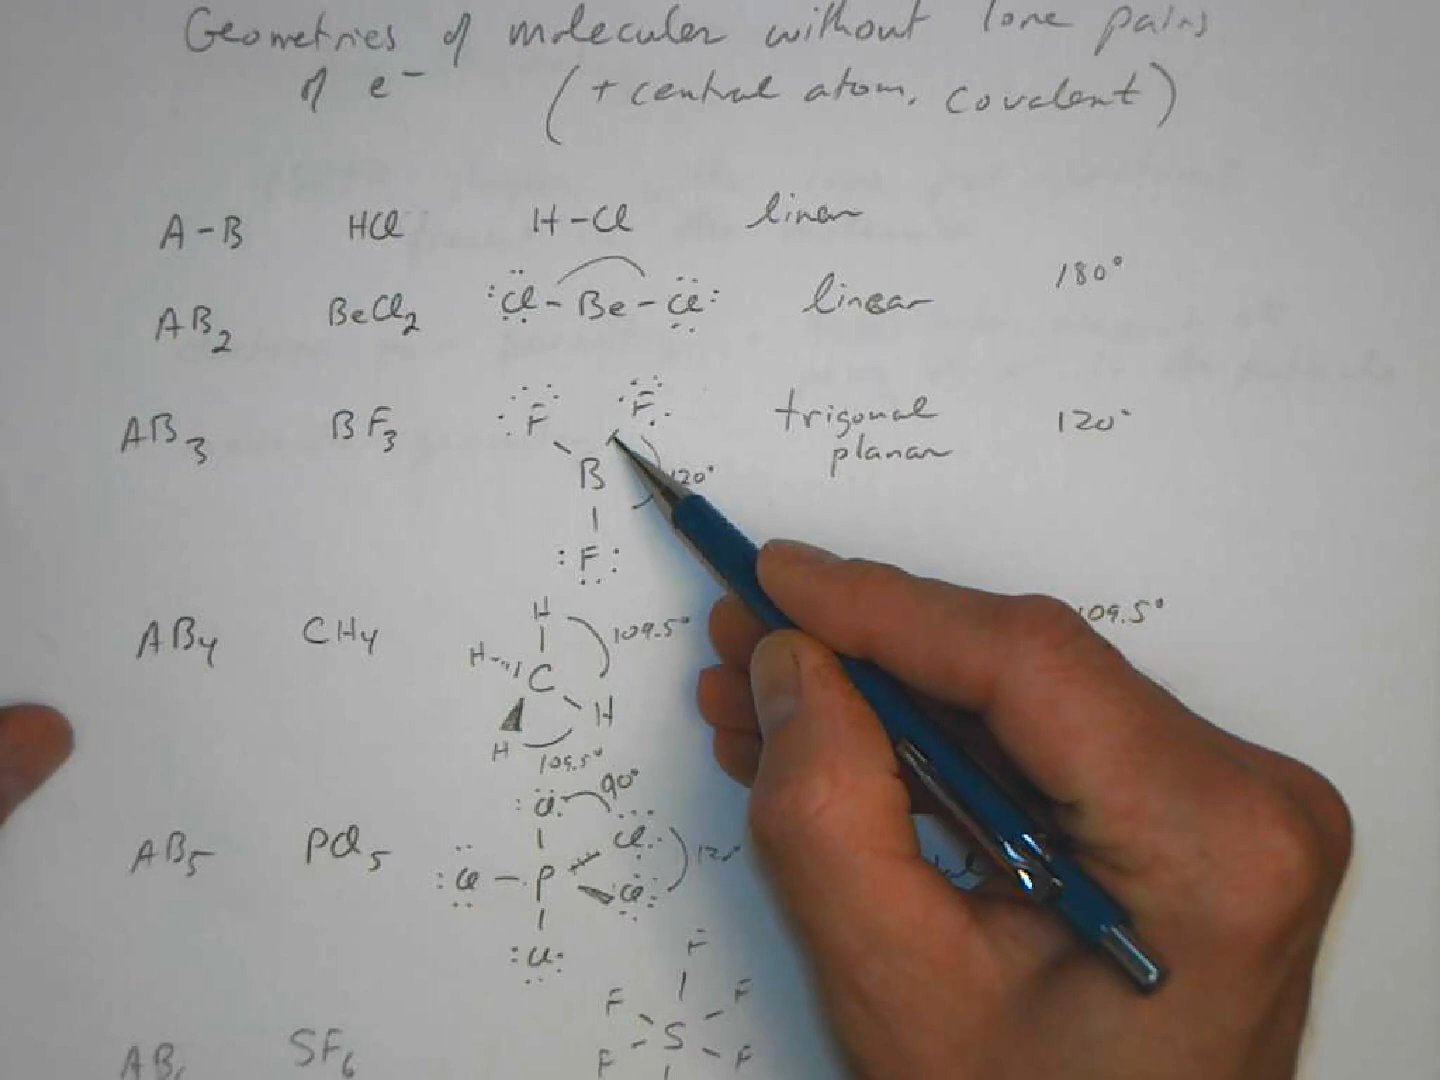 Geometries of molecules without lone pairs
of e⁻ (+ central atom, covalent)
A-B HCl H-Cl linear
AB₂ BeCl₂ :Cl-Be-Cl: linear 180°
AB₃ BF₃ F F trigonal planar 120°
B 120°
:F:
AB₄ CH₄ H 109.5° 109.5°
H C H
H 109.5°
90°
AB₅ PCl₅ :Cl: Cl 120°
:Cl-P Cl
:Cl:
F
F S F
F F
SF₆